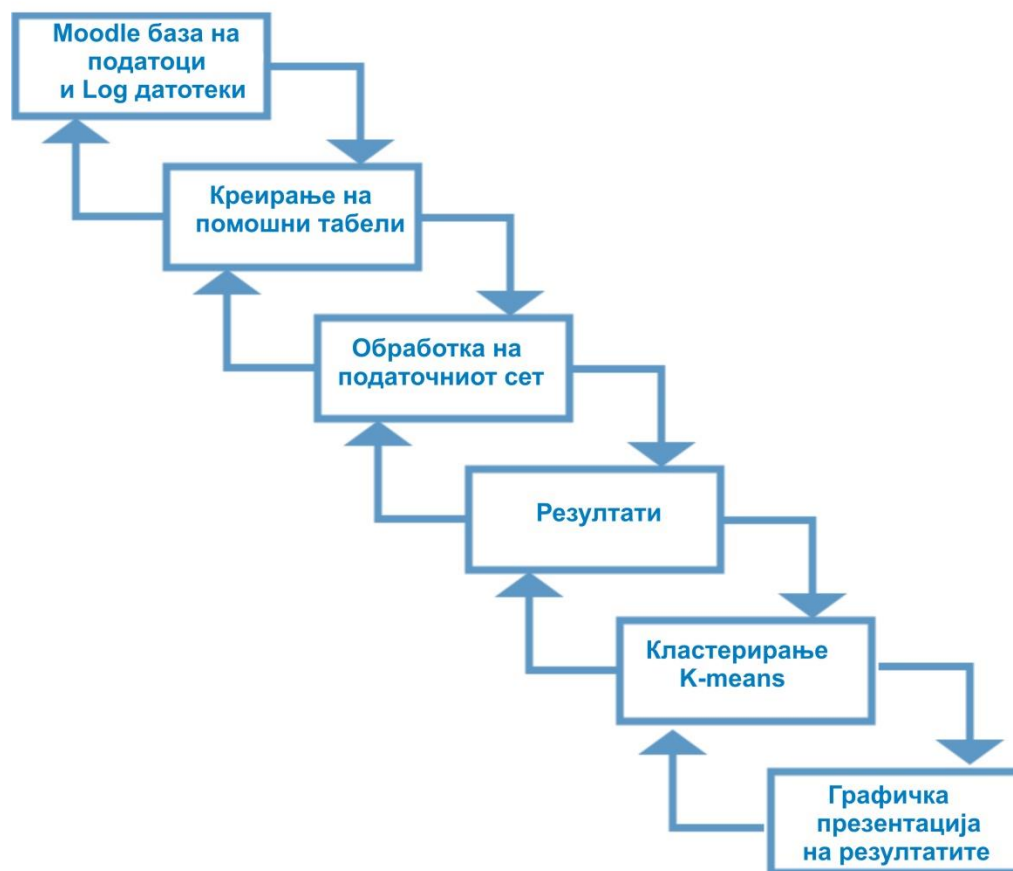 Moodle база на
податоци
и Log датотеки
Креирање на
помошни табели
Обработка на
податочниот сет
Резултати
Кластерирање
K-means
Графичка
презентација
на резултатите